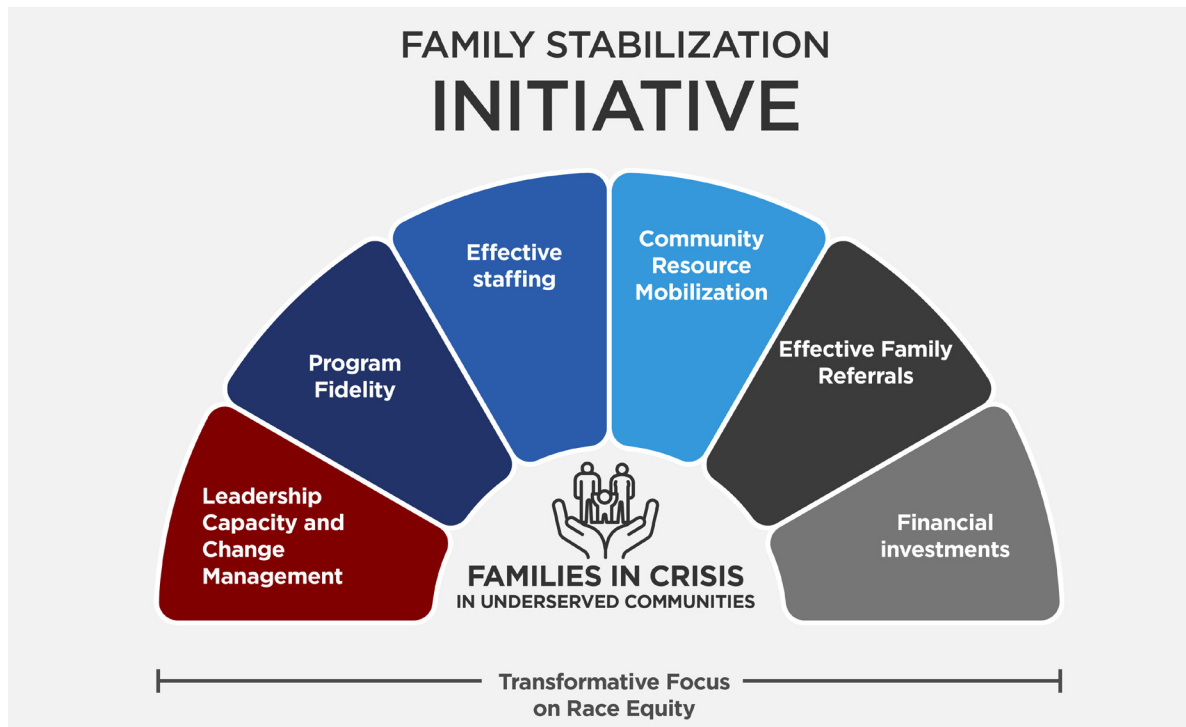 FAMILY STABILIZATION
INITIATIVE
Effective
staffing
Community
Resource
Mobilization
Program
Fidelity
Effective Family
Referrals
Leadership
Capacity and
Change
Management
Financial
investments
FAMILIES IN CRISIS
IN UNDERSERVED COMMUNITIES
Transformative Focus
on Race Equity